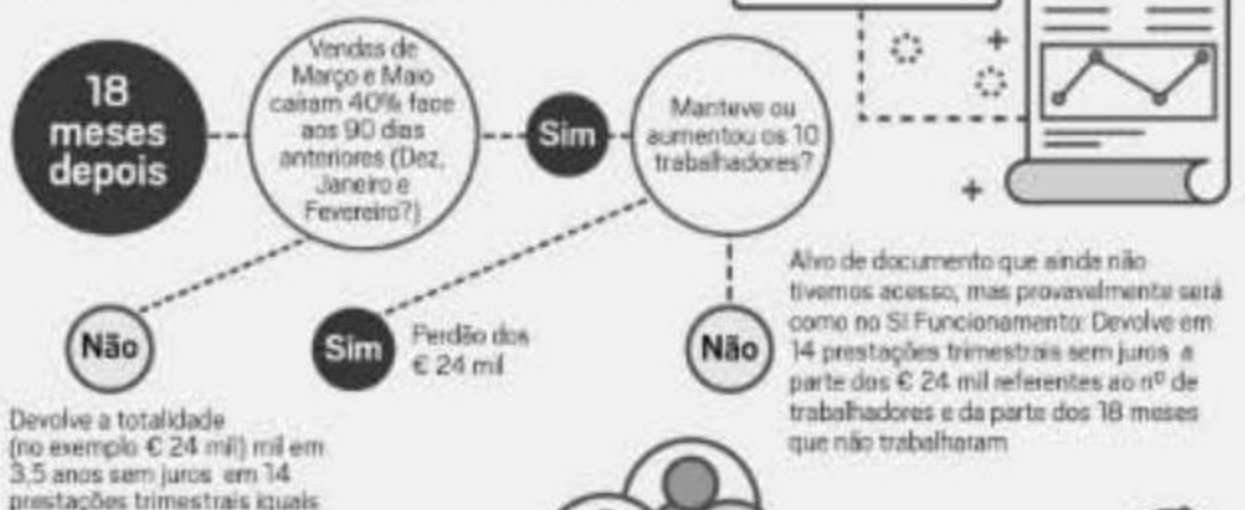 18
meses
depois
Vendas de
Março e Maio
caíram 40% face
aos 90 dias
anteriores (Dez,
Janeiro e
Fevereiro?)
Sim
Manteve ou
aumentou os 10
trabalhadores?
Não
Devolve a totalidade
(no exemplo € 24 mil) mil em
3,5 anos sem juros em 14
prestações trimestrais iguais
Sim
Perdão dos
€ 24 mil
Não
Alvo de documento que ainda não
tivemos acesso, mas provavelmente será
como no SI Funcionamento: Devolve em
14 prestações trimestrais sem juros a
parte dos € 24 mil referentes ao nº de
trabalhadores e da parte dos 18 meses
que não trabalharam